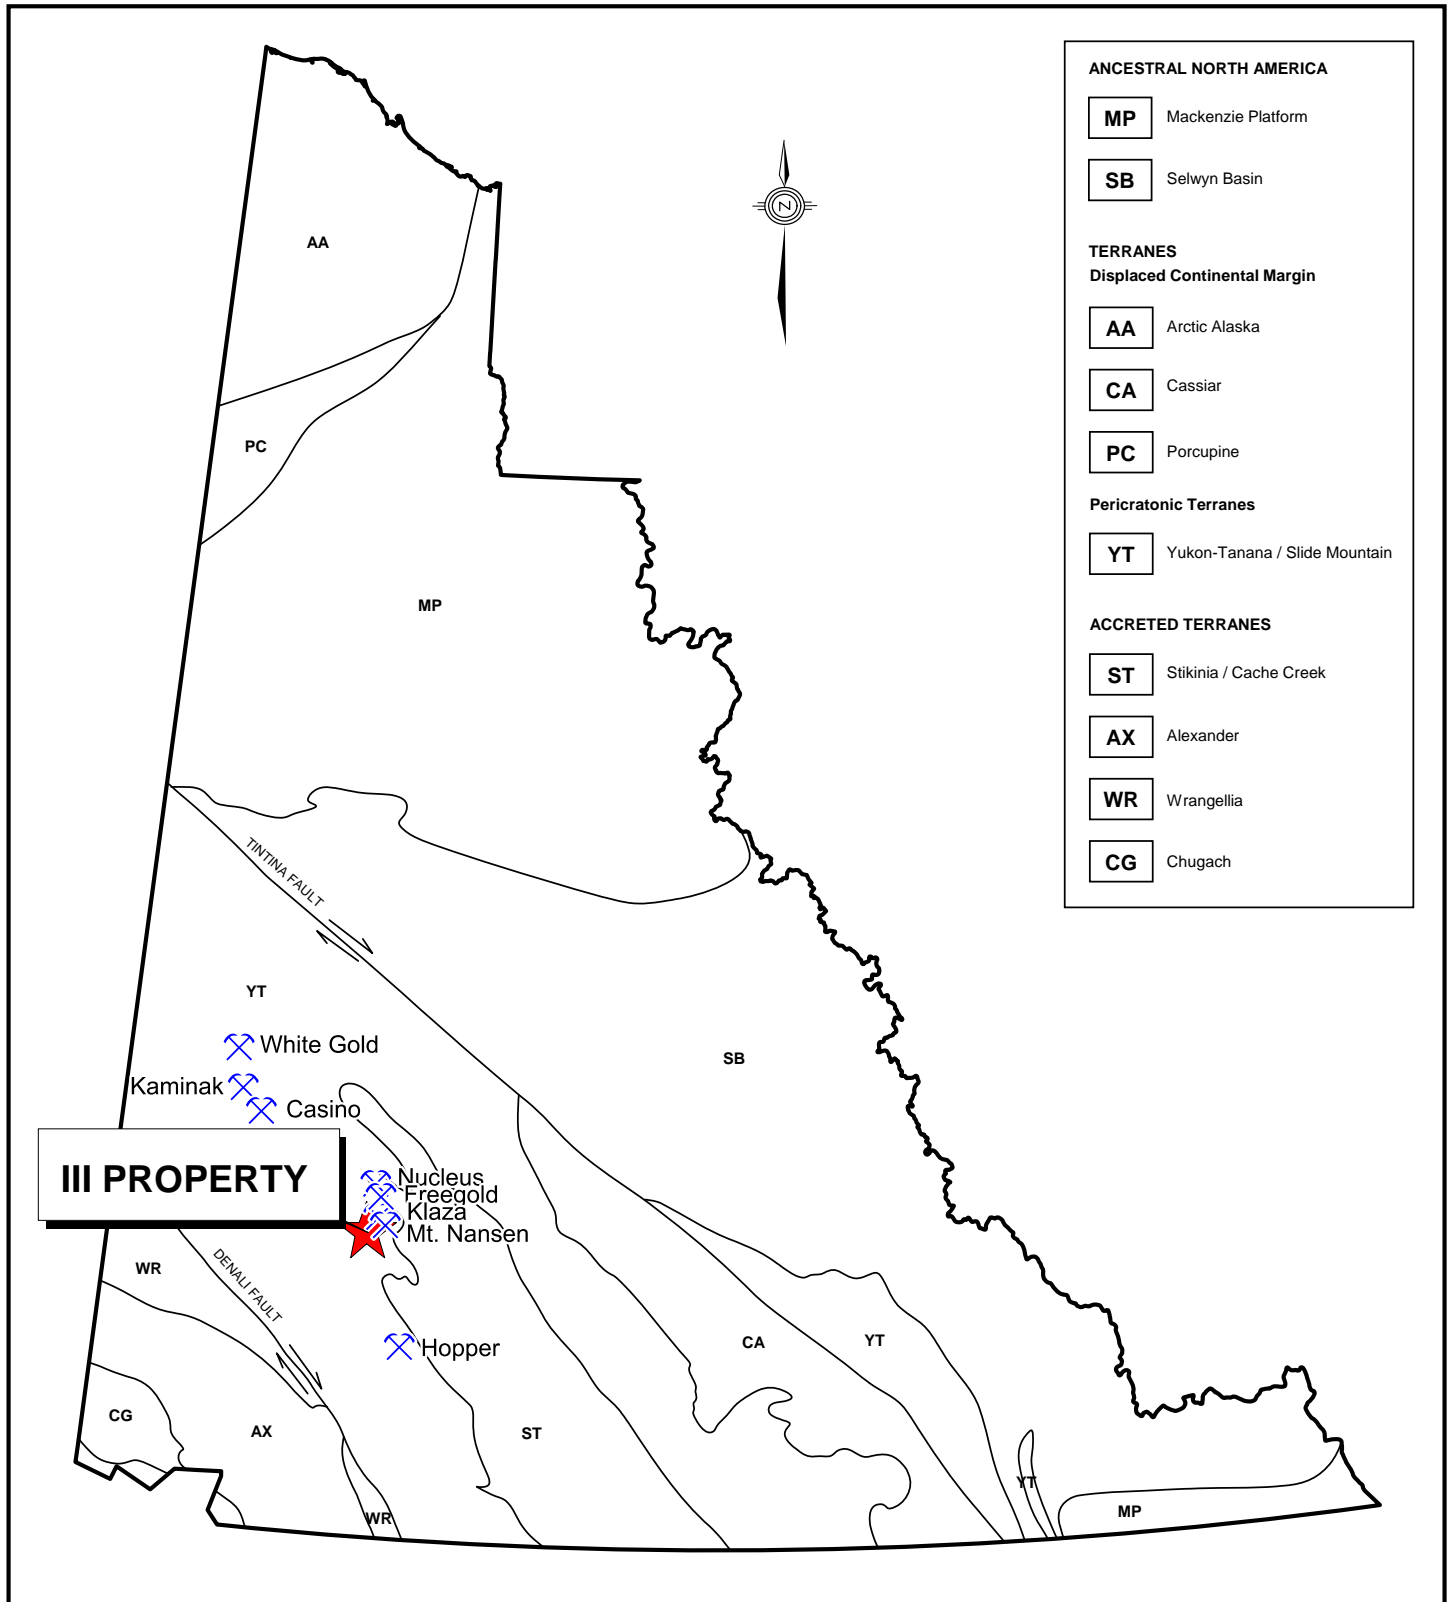 ANCESTRAL NORTH AMERICA
MP Mackenzie Platform
SB Selwyn Basin
TERRANES
Displaced Continental Margin
AA Arctic Alaska
CA Cassiar
PC Porcupine
Pericratonic Terranes
YT Yukon-Tanana / Slide Mountain
ACCRETED TERRANES
ST Stikinia / Cache Creek
AX Alexander
WR Wrangellia
CG Chugach
N
AA
PC
MP
TINTINA FAULT
YT
White Gold
SB
Kaminak
Casino
III PROPERTY
Nucleus
Freegold
Klaza
Mt. Nansen
WR
DENALI FAULT
Hopper
CA
YT
CG
AX
ST
YT
WR
MP